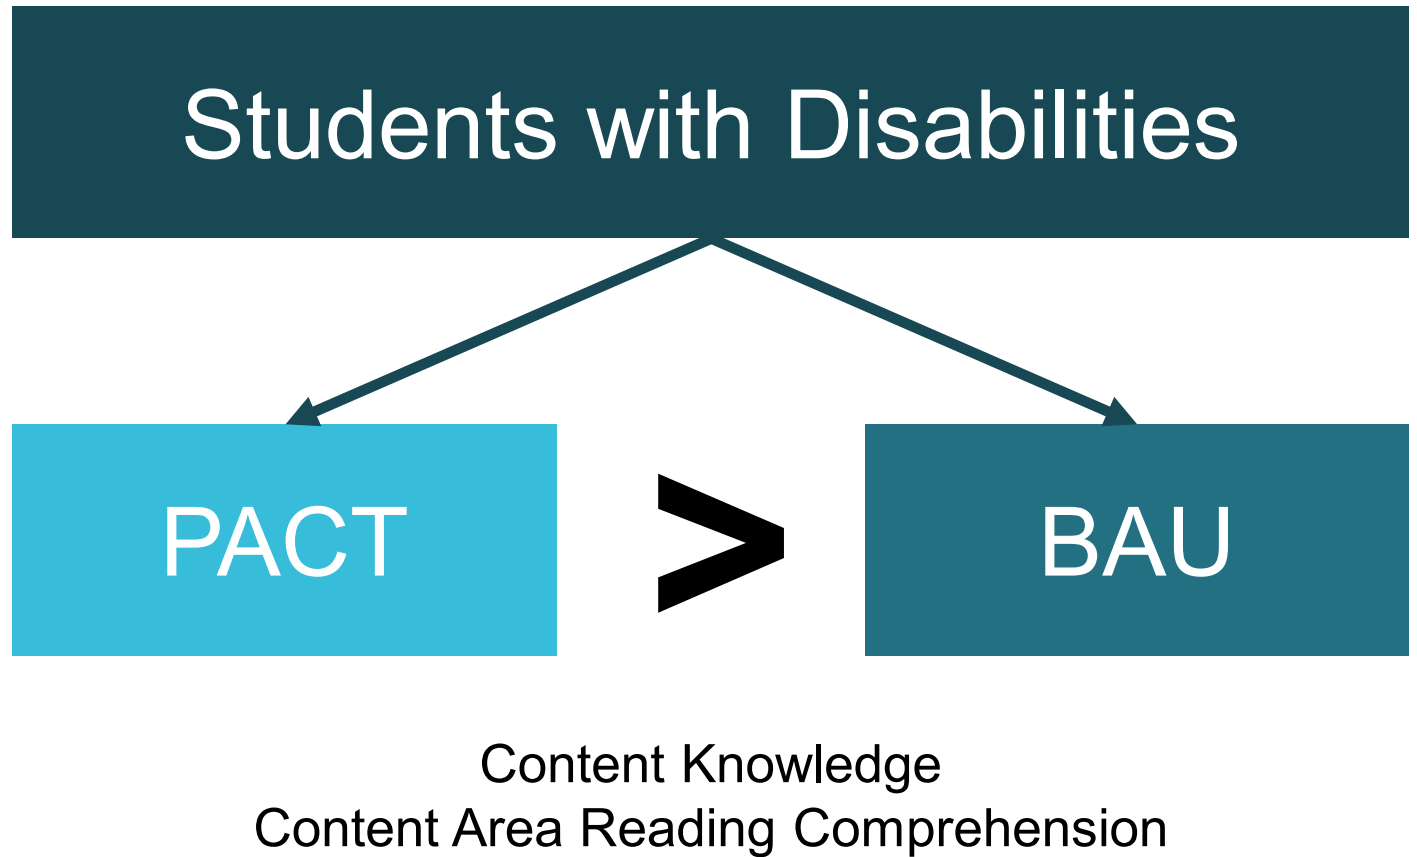 Students with Disabilities
PACT > BAU
Content Knowledge
Content Area Reading Comprehension